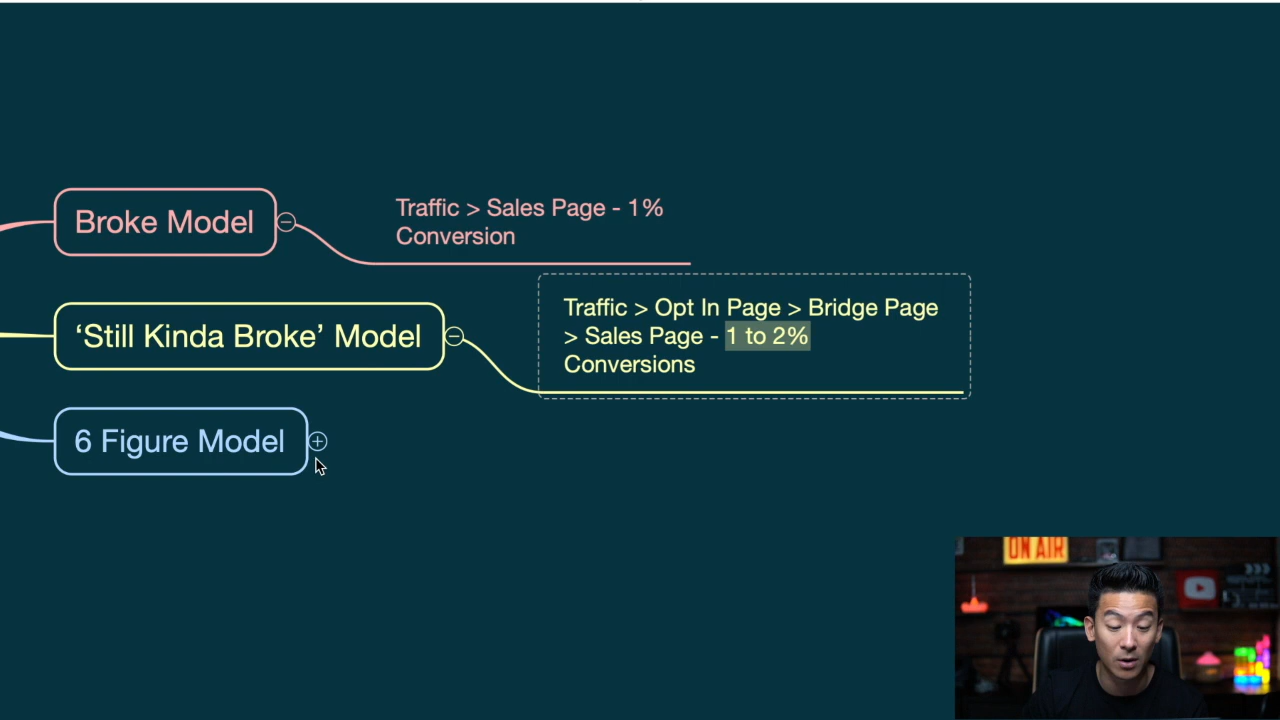 Broke Model
Traffic > Sales Page - 1%
Conversion
‘Still Kinda Broke’ Model
Traffic > Opt In Page > Bridge Page
> Sales Page - 1 to 2%
Conversions
6 Figure Model
ON AIR